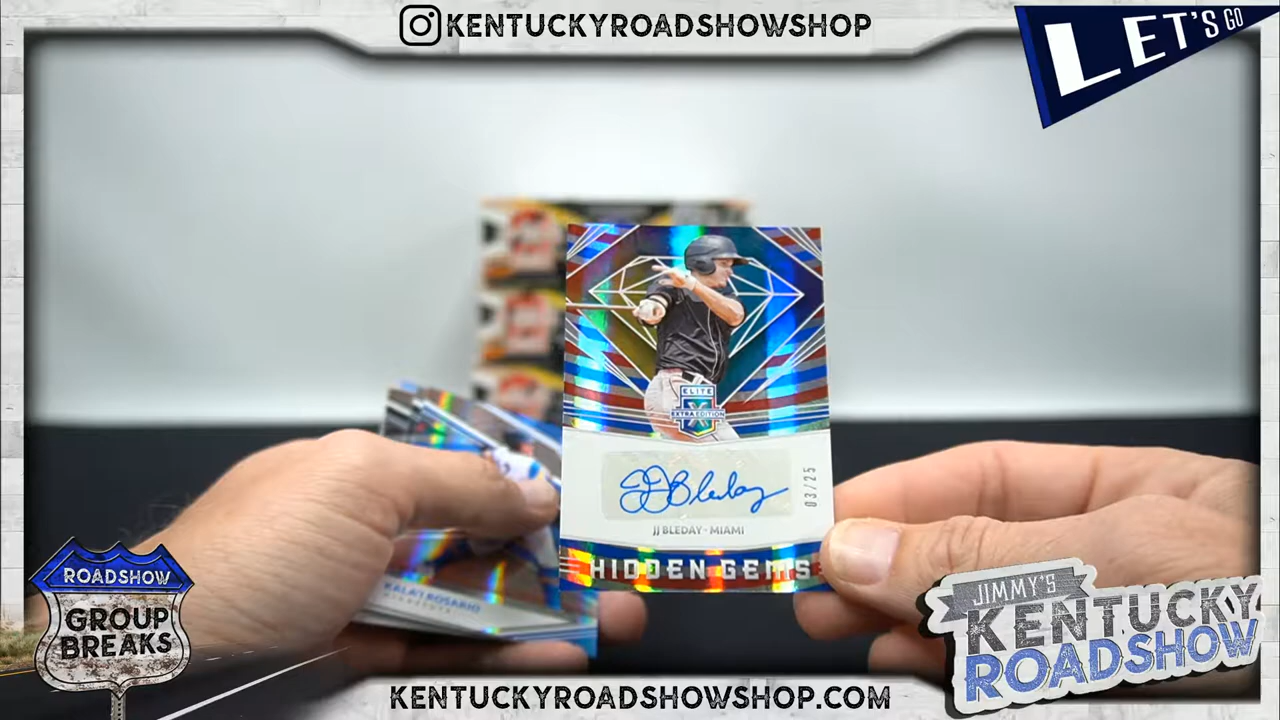 KENTUCKYROADSHOWSHOP
LET'S GO
ELITE
EXTRA EDITION
JJ Bleday
03/25
JJ BLEDAY - MIAMI
HIDDEN GEMS
ROSARIO
ROADSHOW
GROUP
BREAKS
JIMMY'S
KENTUCKY
ROADSHOW
KENTUCKYROADSHOWSHOP.COM